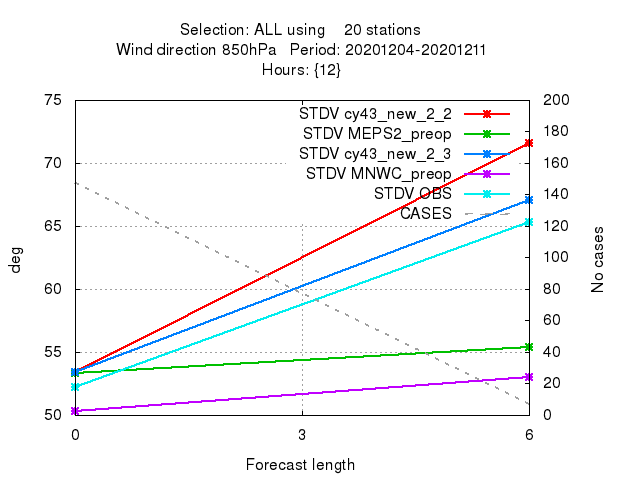 Selection: ALL using    20 stations
Wind direction 850hPa   Period: 20201204-20201211
Hours: {12}
STDV cy43_new_2_2
STDV MEPS2_preop
STDV cy43_new_2_3
STDV MNWC_preop
STDV OBS
CASES
75
70
65
60
55
50
deg
200
180
160
140
120
100
80
60
40
20
0
No cases
0 3 6
Forecast length